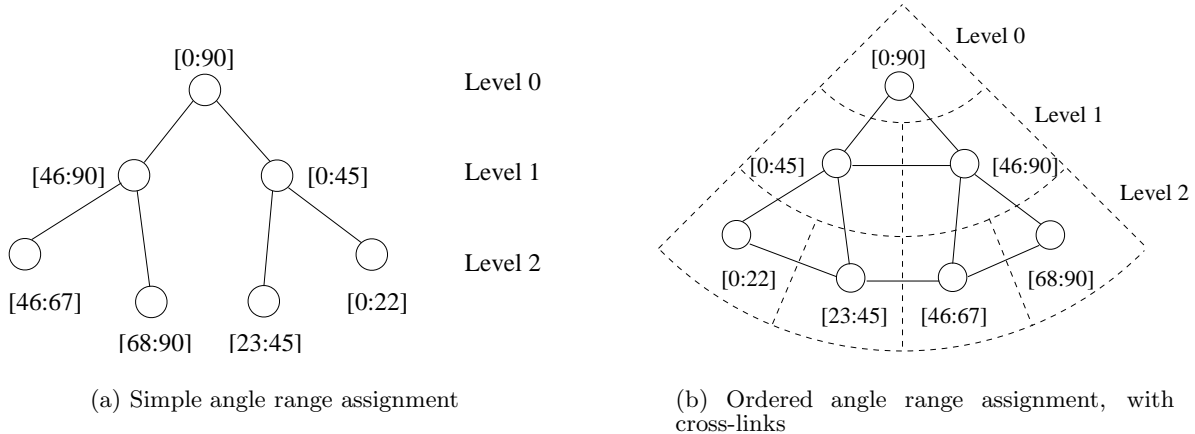 [0:90]
Level 0
[46:90]
[0:45]
Level 1
Level 2
[46:67]
[0:22]
[68:90]
[23:45]
(a) Simple angle range assignment
Level 0
[0:90]
Level 1
[0:45]
[46:90]
Level 2
[0:22]
[68:90]
[23:45]
[46:67]
(b) Ordered angle range assignment, with
cross-links